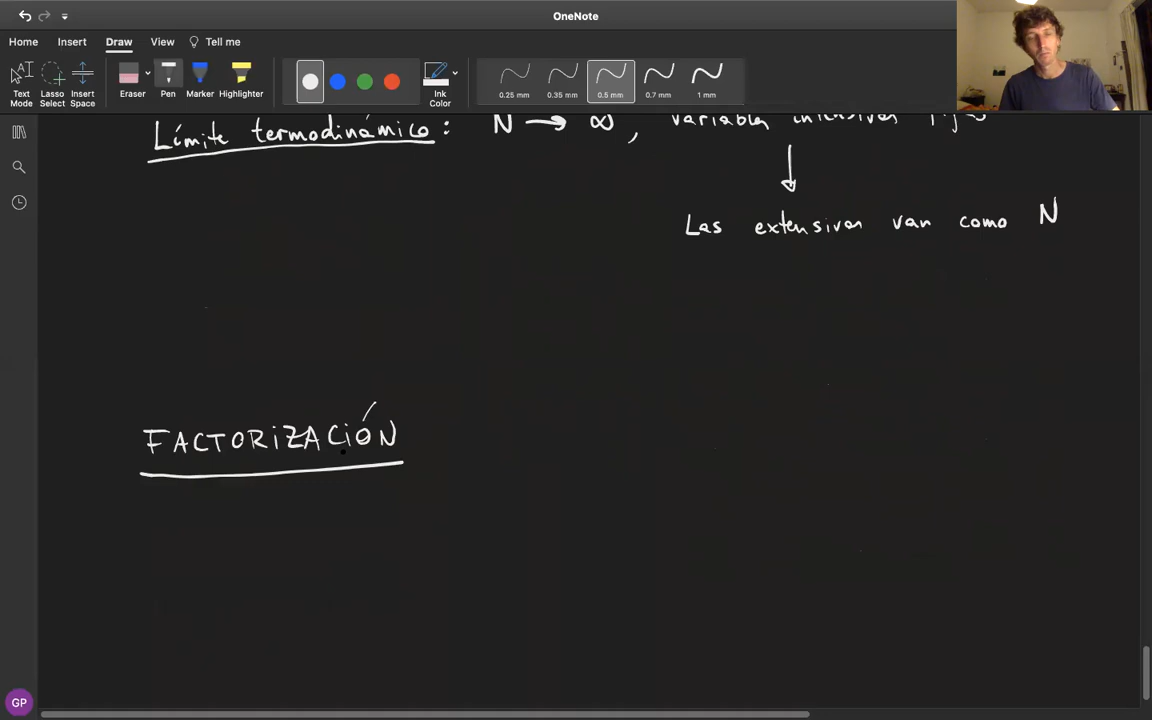 OneNote
Home Insert Draw View Tell me
Text Mode Lasso Select Insert Space Eraser Pen Marker Highlighter Ink Color 0.25 mm 0.35 mm 0.5 mm 0.7 mm 1 mm
Límite termodinámico : N → ∞ , variables intensivas
↓
Las extensivas van como N
FACTORIZACIÓN
GP